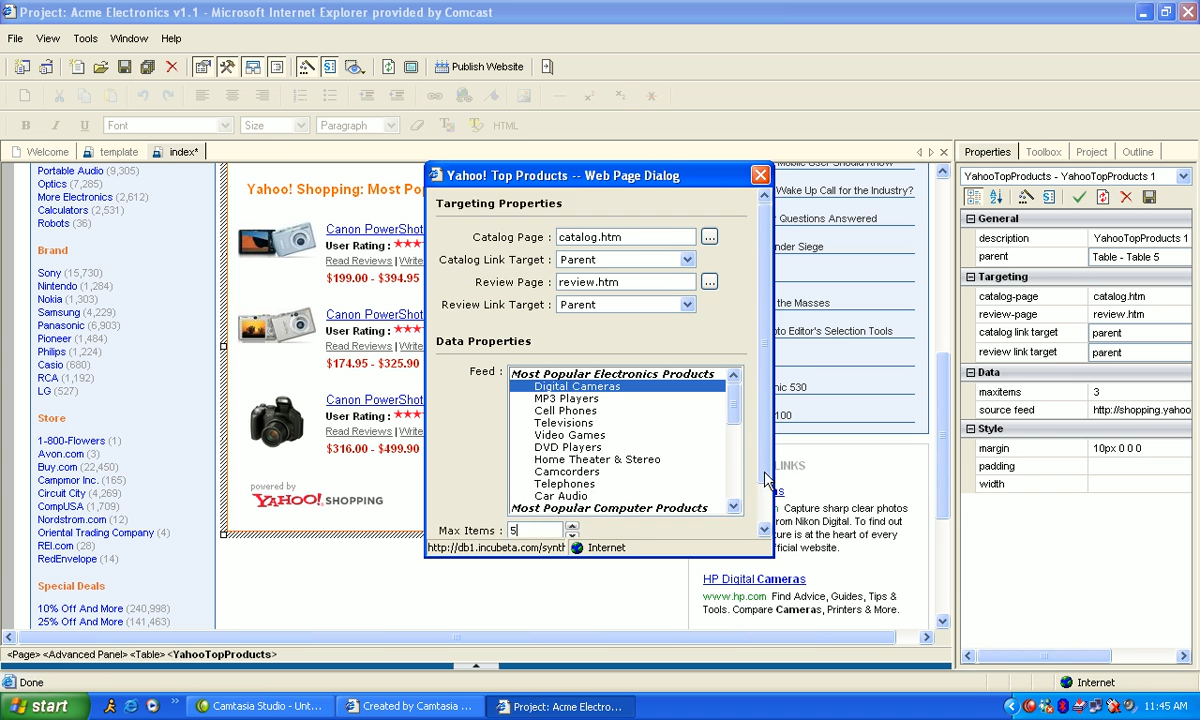 Project: Acme Electronics v1.1 - Microsoft Internet Explorer provided by Comcast
File View Tools Window Help
Publish Website
B I U Font Size Paragraph HTML
Welcome template index*
Portable Audio (9,305)
Optics (7,285)
More Electronics (2,612)
Calculators (2,531)
Robots (36)
Brand
Sony (15,730)
Nintendo (1,284)
Nokia (1,303)
Samsung (4,229)
Panasonic (6,903)
Pioneer (1,484)
Philips (1,224)
Casio (680)
RCA (1,192)
LG (527)
Store
1-800-Flowers (1)
Avon.com (3)
Buy.com (22,450)
Campmor Inc. (165)
Circuit City (4,269)
CompUSA (1,709)
Nordstrom.com (12)
Oriental Trading Company (4)
REI.com (28)
RedEnvelope (14)
Special Deals
10% Off And More (240,998)
25% Off And More (141,463)
Yahoo! Shopping: Most Po
Canon PowerShot
User Rating : ★★★
Read Reviews | Write
$199.00 - $394.95
Canon PowerShot
User Rating : ★★★
Read Reviews | Write
$174.95 - $325.90
Canon PowerShot
User Rating : ★★★
Read Reviews | Write
$316.00 - $499.90
powered by
YAHOO! SHOPPING
Yahoo! Top Products -- Web Page Dialog
Targeting Properties
Catalog Page : catalog.htm ...
Catalog Link Target : Parent
Review Page : review.htm ...
Review Link Target : Parent
Data Properties
Feed :
Most Popular Electronics Products
Digital Cameras
MP3 Players
Cell Phones
Televisions
Video Games
DVD Players
Home Theater & Stereo
Camcorders
Telephones
Car Audio
Most Popular Computer Products
Max Items : 5
http://db1.incubeta.com/synth Internet
Mobile User Should Know
Wake Up Call for the Industry?
Questions Answered
nder Siege
the Masses
oto Editor's Selection Tools
nic 530
100
LINKS
s
Capture sharp clear photos
rom Nikon Digital. To find out
ture is at the heart of every
fficial website.
HP Digital Cameras
www.hp.com Find Advice, Guides, Tips &
Tools. Compare Cameras, Printers & More.
Properties Toolbox Project Outline
YahooTopProducts - YahooTopProducts 1
General
description YahooTopProducts 1
parent Table - Table 5
Targeting
catalog-page catalog.htm
review-page review.htm
catalog link target parent
review link target parent
Data
maxitems 3
source feed http://shopping.yahoo
Style
margin 10px 0 0 0
padding
width
<Page> <Advanced Panel> <Table> <YahooTopProducts>
Done Internet
start Camtasia Studio - Unt... Created by Camtasia ... Project: Acme Electro... 11:45 AM